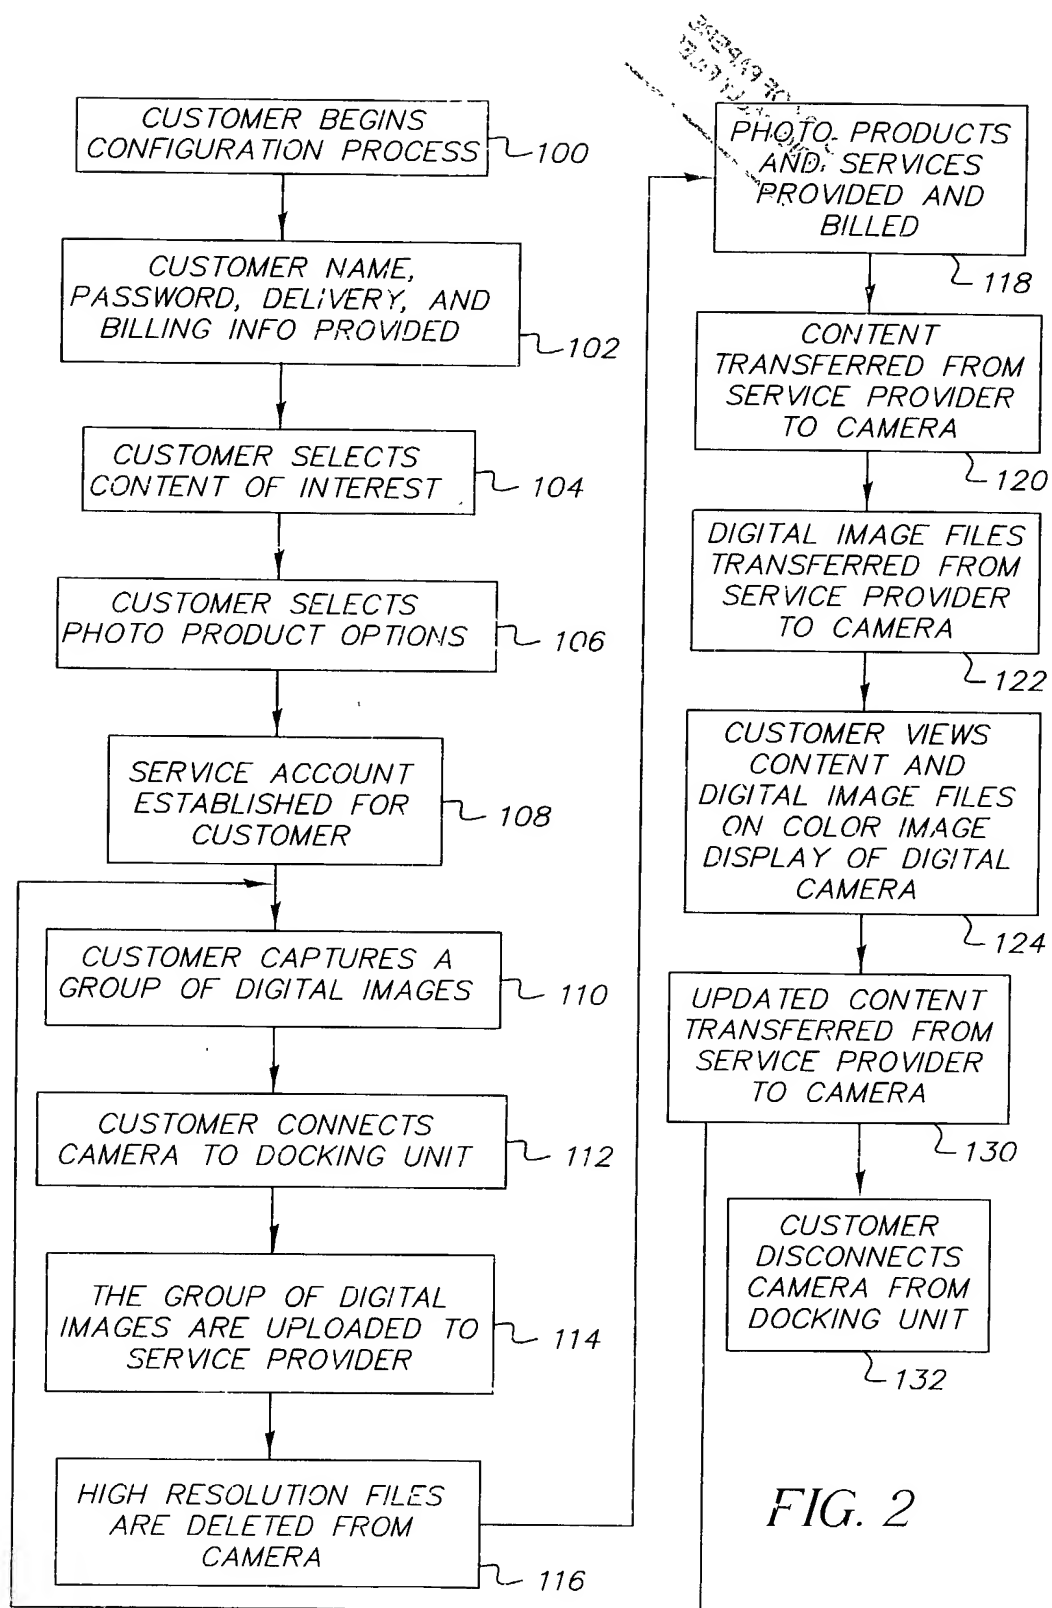 CUSTOMER BEGINS
CONFIGURATION PROCESS
100
CUSTOMER NAME,
PASSWORD, DELIVERY, AND
BILLING INFO PROVIDED
102
CUSTOMER SELECTS
CONTENT OF INTEREST
104
CUSTOMER SELECTS
PHOTO PRODUCT OPTIONS
106
SERVICE ACCOUNT
ESTABLISHED FOR
CUSTOMER
108
CUSTOMER CAPTURES A
GROUP OF DIGITAL IMAGES
110
CUSTOMER CONNECTS
CAMERA TO DOCKING UNIT
112
THE GROUP OF DIGITAL
IMAGES ARE UPLOADED TO
SERVICE PROVIDER
114
HIGH RESOLUTION FILES
ARE DELETED FROM
CAMERA
116
PHOTO PRODUCTS
AND SERVICES
PROVIDED AND
BILLED
118
CONTENT
TRANSFERRED FROM
SERVICE PROVIDER
TO CAMERA
120
DIGITAL IMAGE FILES
TRANSFERRED FROM
SERVICE PROVIDER
TO CAMERA
122
CUSTOMER VIEWS
CONTENT AND
DIGITAL IMAGE FILES
ON COLOR IMAGE
DISPLAY OF DIGITAL
CAMERA
124
UPDATED CONTENT
TRANSFERRED FROM
SERVICE PROVIDER
TO CAMERA
130
CUSTOMER
DISCONNECTS
CAMERA FROM
DOCKING UNIT
132
FIG. 2